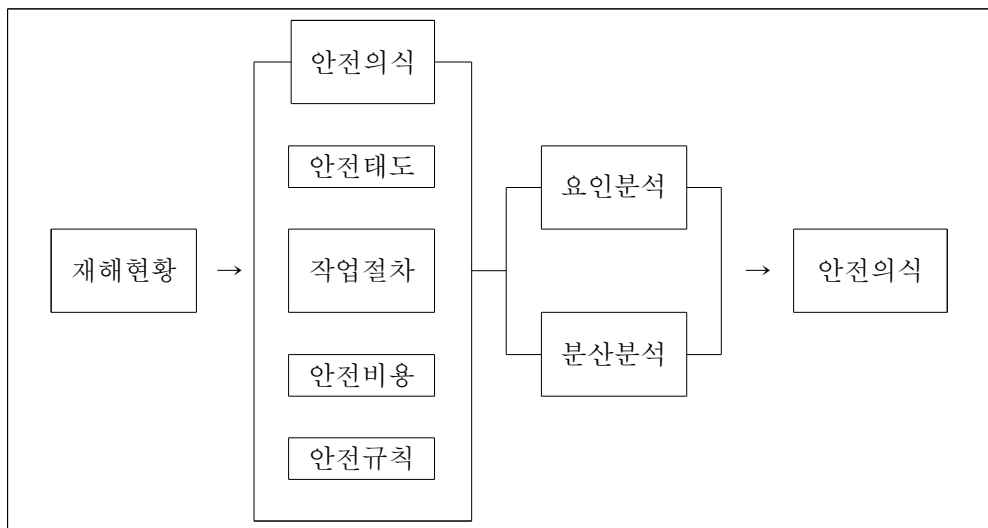 안전의식
안전태도
요인분석
재해현황 → 작업절차 → 안전의식
분산분석
안전비용
안전규칙